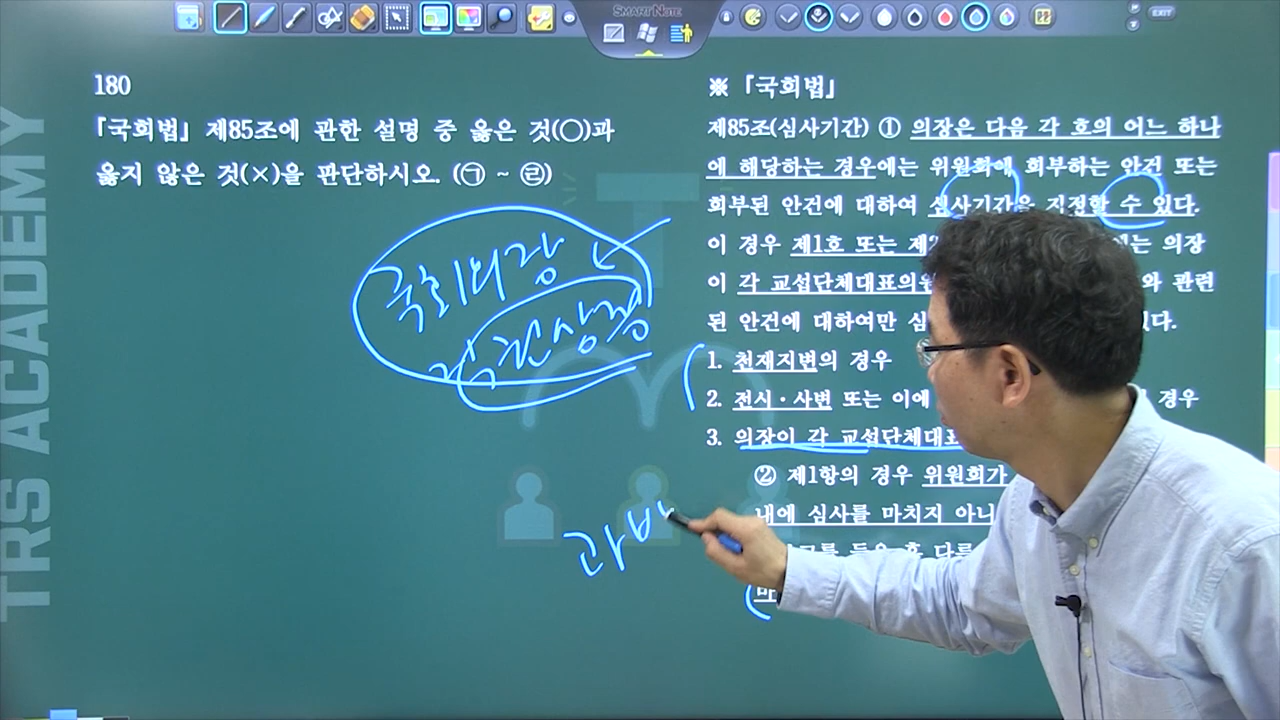 SMART NOTE
EXIT
180
『국회법』 제85조에 관한 설명 중 옳은 것(○)과
옳지 않은 것(×)을 판단하시오. (㉠ ~ ㉣)
국회의장
직권상정
과반
※ 「국회법」
제85조(심사기간) ① 의장은 다음 각 호의 어느 하나
에 해당하는 경우에는 위원회에 회부하는 안건 또는
회부된 안건에 대하여 심사기간을 지정할 수 있다.
이 경우 제1호 또는 제 는 의장
이 각 교섭단체대표의원 와 관련
된 안건에 대하여만 심 다.
1. 천재지변의 경우
2. 전시·사변 또는 이에 경우
3. 의장이 각 교섭단체대표
② 제1항의 경우 위원회가
내에 심사를 마치지 아니
를 들은 후 다른
TRS ACADEMY